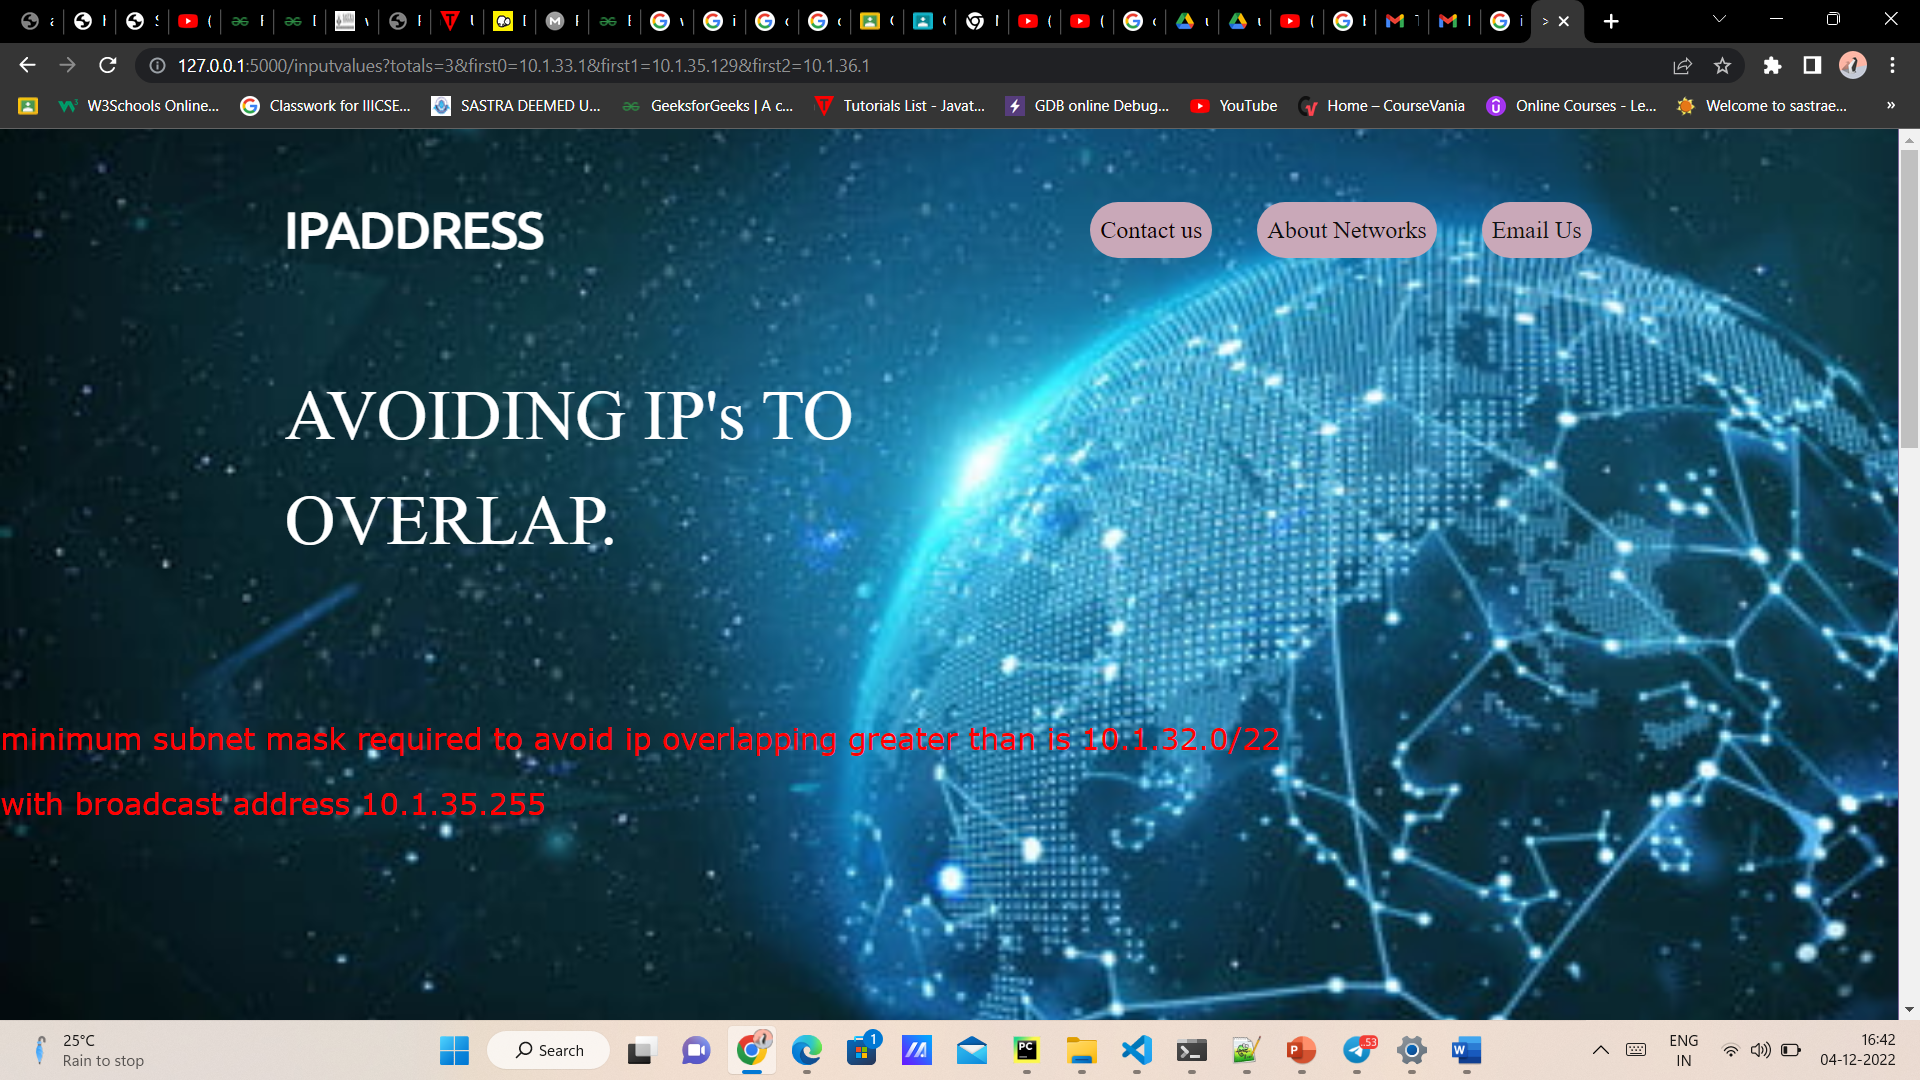 127.0.0.1:5000/inputvalues?totals=3&first0=10.1.33.1&first1=10.1.35.129&first2=10.1.36.1
W3Schools Online... Classwork for IIICSE... SASTRA DEEMED U... GeeksforGeeks | A c... Tutorials List - Javat... GDB online Debug... YouTube Home – CourseVania Online Courses - Le... Welcome to sastrae... »
IPADDRESS
Contact us About Networks Email Us
AVOIDING IP's TO
OVERLAP.
minimum subnet mask required to avoid ip overlapping greater than is 10.1.32.0/22
with broadcast address 10.1.35.255
25°C
Rain to stop
Search
1
PC
53
ENG
IN
16:42
04-12-2022